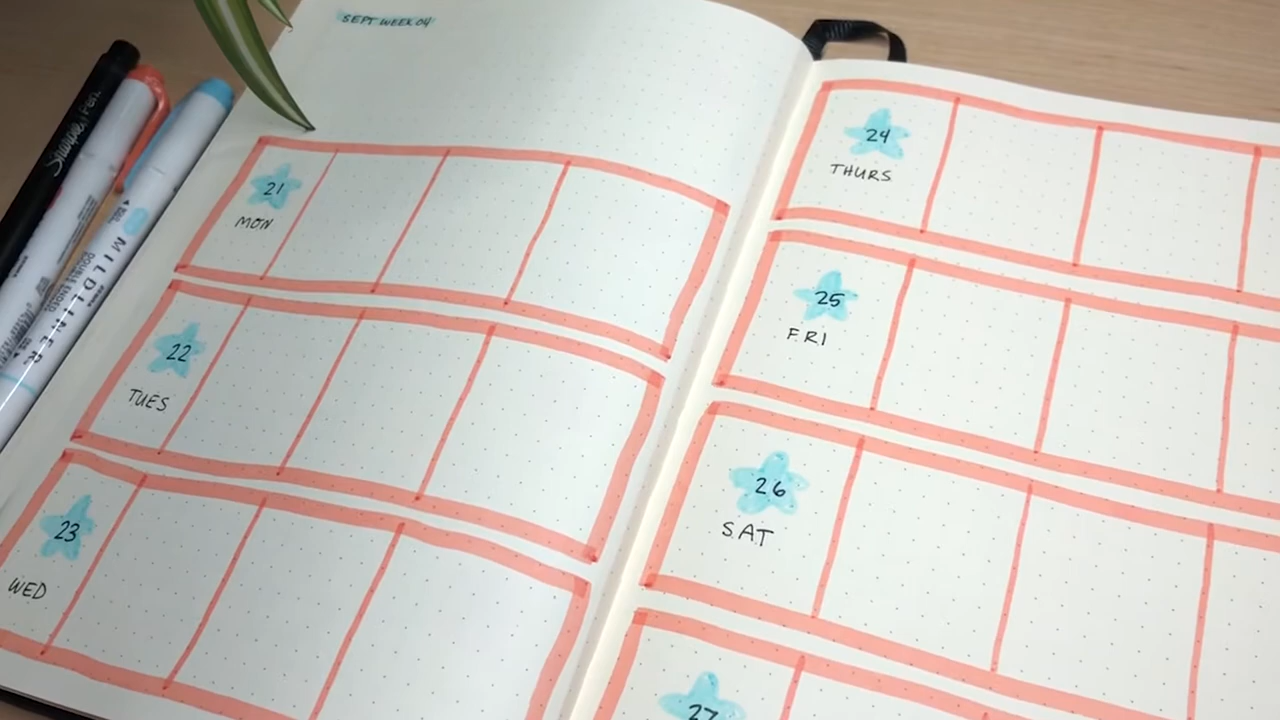 SEPT WEEK 04
21
MON
22
TUES
23
WED
24
THURS
25
FRI
26
SAT
27
Sharpie Pen.
MILDLINER
DOUBLE ENDED